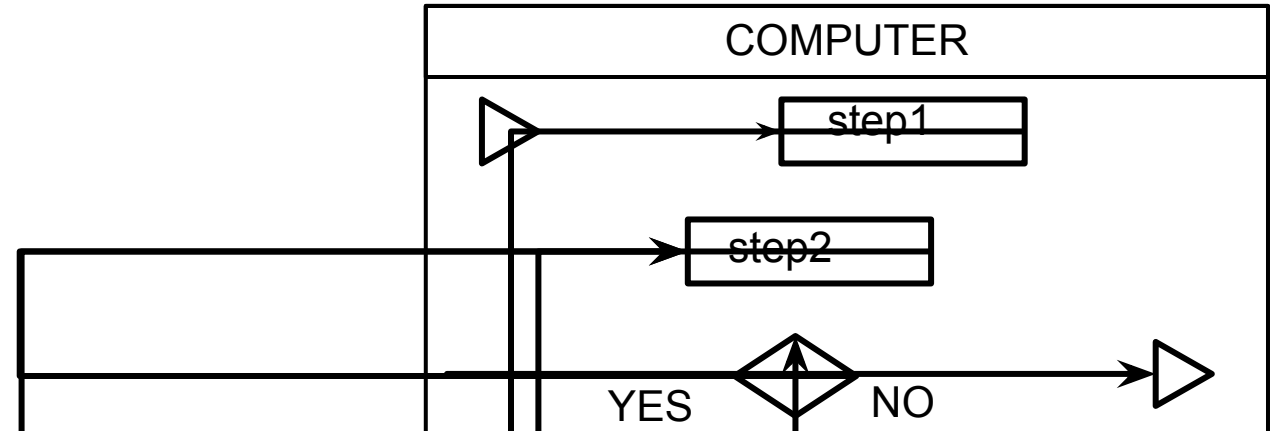 COMPUTER
step1
step2
YES
NO